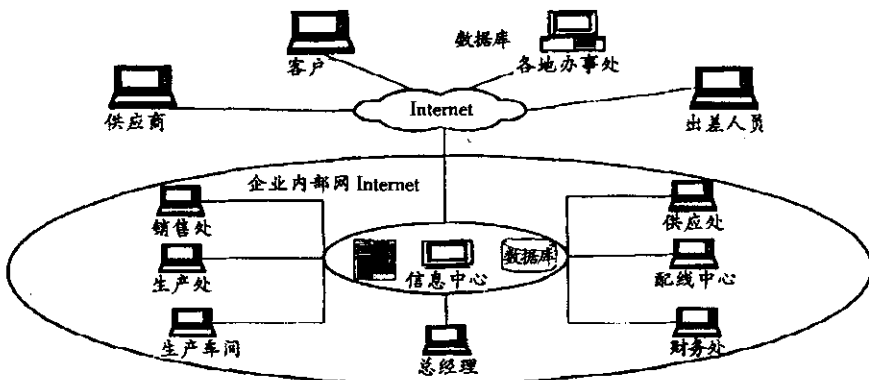 客户
数据库
各地办事处
供应商
Internet
出差人员
企业内部网 Internet
销售处
供应处
生产处
信息中心
数据库
配线中心
生产车间
总经理
财务处